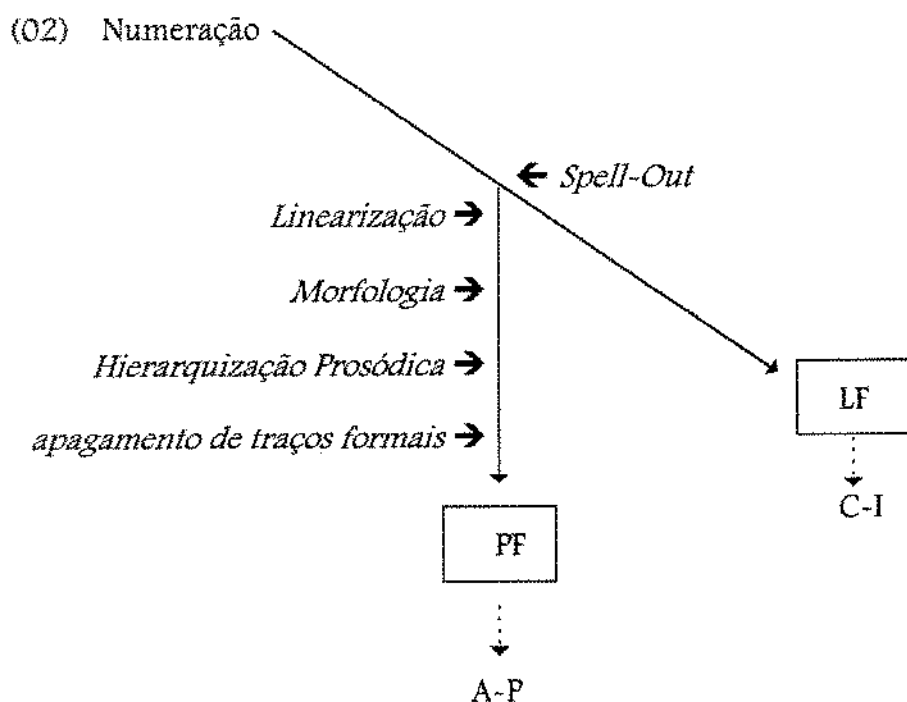 (02) Numeração
← Spell-Out
Linearização →
Morfologia →
Hierarquização Prosódica →
apagamento de traços formais →
LF
C-I
PF
A-P